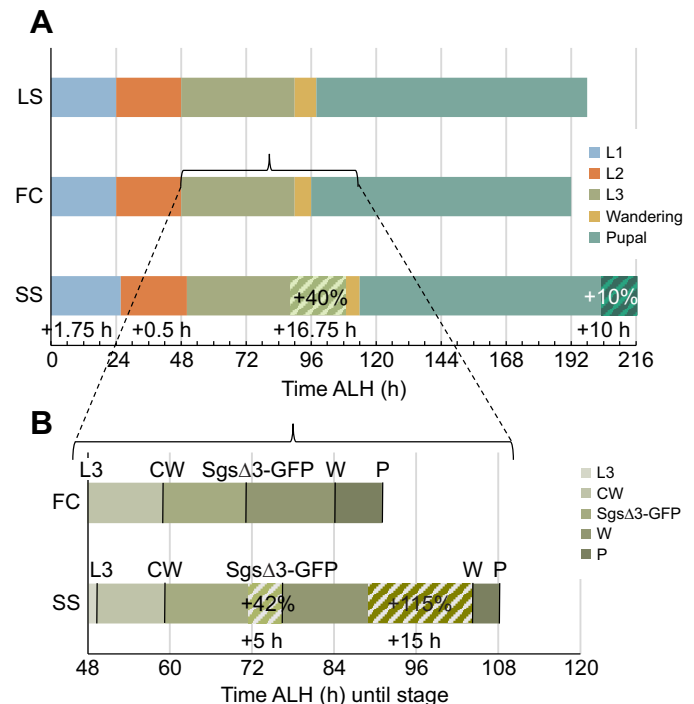 A
LS
FC
SS
L1
L2
L3
Wandering
Pupal
+40%
+10%
+1.75 h
+0.5 h
+16.75 h
+10 h
0 24 48 72 96 120 144 168 192 216
Time ALH (h)
B
L3 CW SgsΔ3-GFP W P
FC
L3 CW SgsΔ3-GFP W P
SS
+42%
+115%
+5 h
+15 h
L3
CW
SgsΔ3-GFP
W
P
48 60 72 84 96 108 120
Time ALH (h) until stage